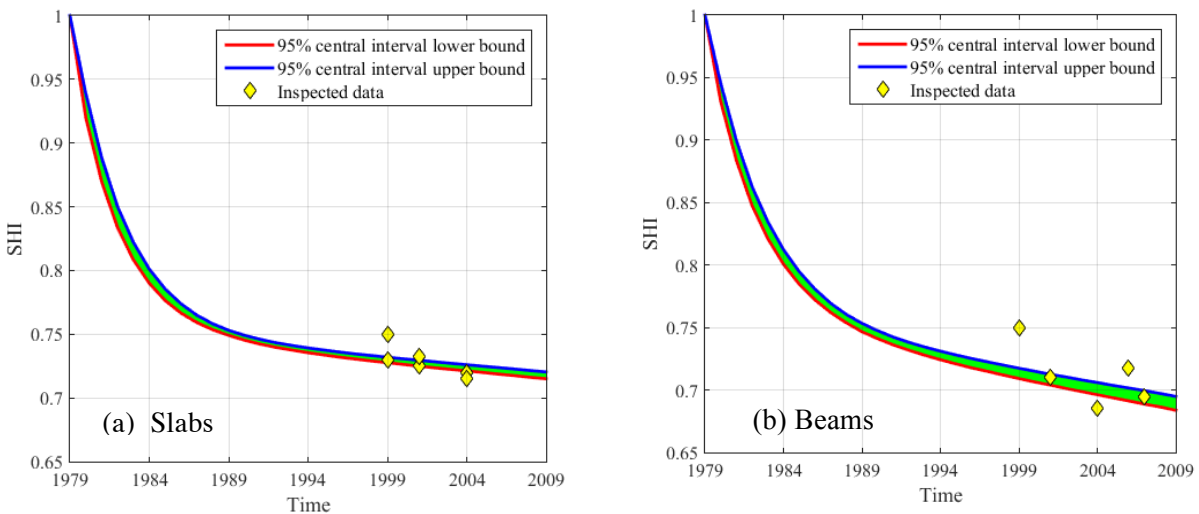 1
0.95
0.9
0.85
0.8
0.75
0.7
0.65
SHI
95% central interval lower bound
95% central interval upper bound
Inspected data
(a) Slabs
1979 1984 1989 1994 1999 2004 2009
Time
1
0.95
0.9
0.85
0.8
0.75
0.7
0.65
SHI
95% central interval lower bound
95% central interval upper bound
Inspected data
(b) Beams
1979 1984 1989 1994 1999 2004 2009
Time